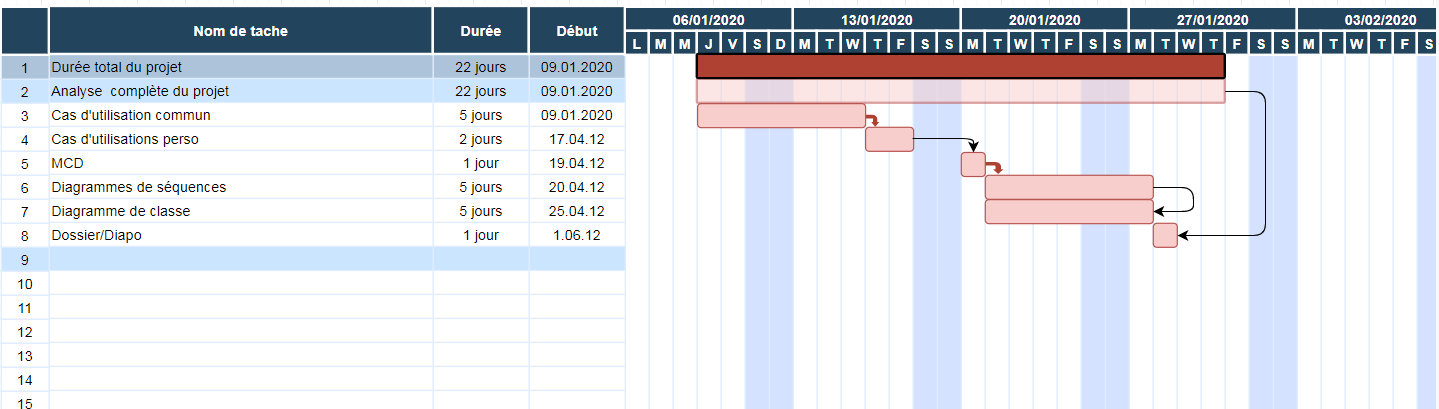 Nom de tache Durée Début 06/01/2020 13/01/2020 20/01/2020 27/01/2020 03/02/2020
L M M J V S D M T W T F S S M T W T F S S M T W T F S S M T W T F S
1 Durée total du projet 22 jours 09.01.2020
2 Analyse complète du projet 22 jours 09.01.2020
3 Cas d'utilisation commun 5 jours 09.01.2020
4 Cas d'utilisations perso 2 jours 17.04.12
5 MCD 1 jour 19.04.12
6 Diagrammes de séquences 5 jours 20.04.12
7 Diagramme de classe 5 jours 25.04.12
8 Dossier/Diapo 1 jour 1.06.12
9
10
11
12
13
14
15